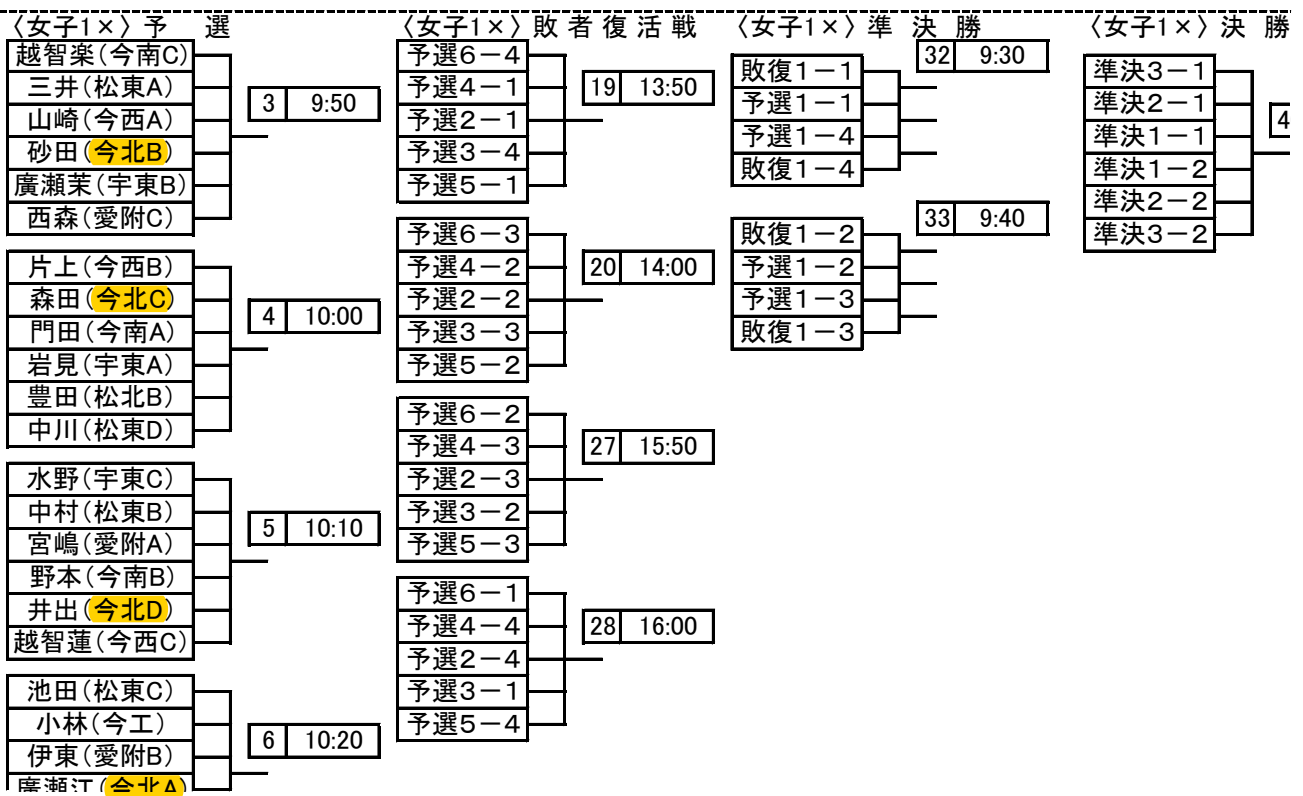 〈女子1×〉予　選
越智楽(今南C)
三井(松東A)
山崎(今西A)
砂田(今北B)
廣瀬茉(宇東B)
西森(愛附C)
3 9:50
片上(今西B)
森田(今北C)
門田(今南A)
岩見(宇東A)
豊田(松北B)
中川(松東D)
4 10:00
水野(宇東C)
中村(松東B)
宮嶋(愛附A)
野本(今南B)
井出(今北D)
越智蓮(今西C)
5 10:10
池田(松東C)
小林(今工)
伊東(愛附B)
廣瀬江(今北A)
6 10:20
〈女子1×〉敗者復活戦
予選6－4
予選4－1
予選2－1
予選3－4
予選5－1
19 13:50
予選6－3
予選4－2
予選2－2
予選3－3
予選5－2
20 14:00
予選6－2
予選4－3
予選2－3
予選3－2
予選5－3
27 15:50
予選6－1
予選4－4
予選2－4
予選3－1
予選5－4
28 16:00
〈女子1×〉準決勝
32 9:30
敗復1－1
予選1－1
予選1－4
敗復1－4
33 9:40
敗復1－2
予選1－2
予選1－3
敗復1－3
〈女子1×〉決勝
準決3－1
準決2－1
準決1－1
準決1－2
準決2－2
準決3－2
4